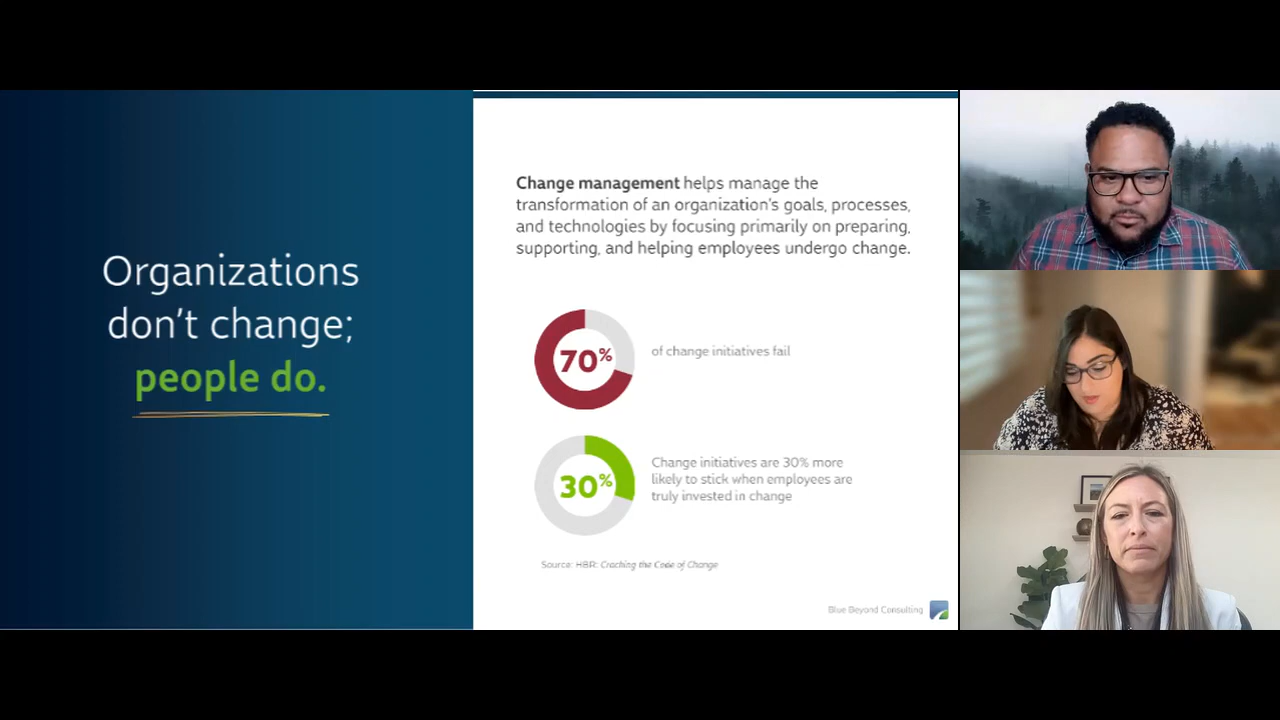 Organizations
don't change;
people do.
Change management helps manage the
transformation of an organization's goals, processes,
and technologies by focusing primarily on preparing,
supporting, and helping employees undergo change.
70%
of change initiatives fail
30%
Change initiatives are 30% more
likely to stick when employees are
truly invested in change
Source: HBR: Cracking the Code of Change
Blue Beyond Consulting